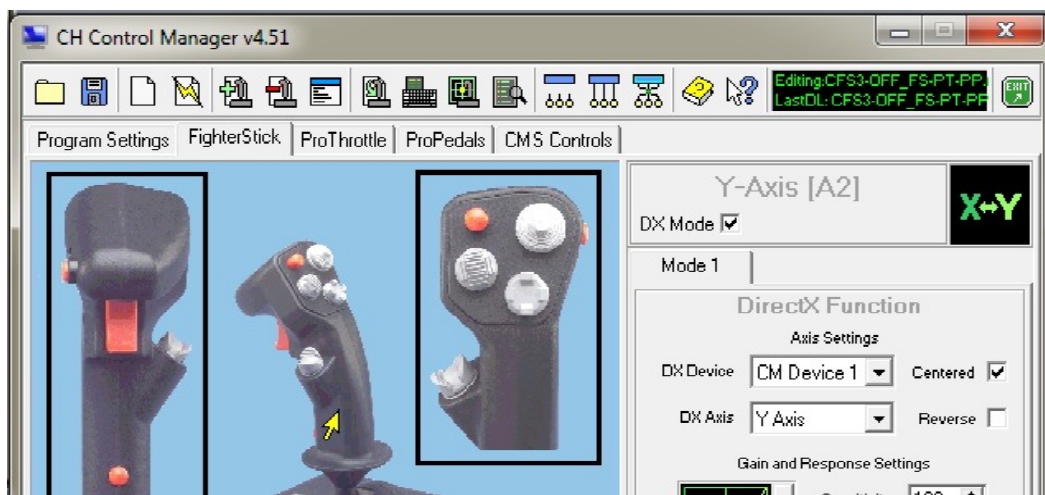 CH Control Manager v4.51
Editing:CFS3-OFF_FS-PT-PP.
LastDL: CFS3-OFF_FS-PT-PP
EXIT
Program Settings FighterStick ProThrottle ProPedals CMS Controls
Y-Axis [A2]
X↔Y
DX Mode
Mode 1
DirectX Function
Axis Settings
DX Device CM Device 1 Centered
DX Axis Y Axis Reverse
Gain and Response Settings